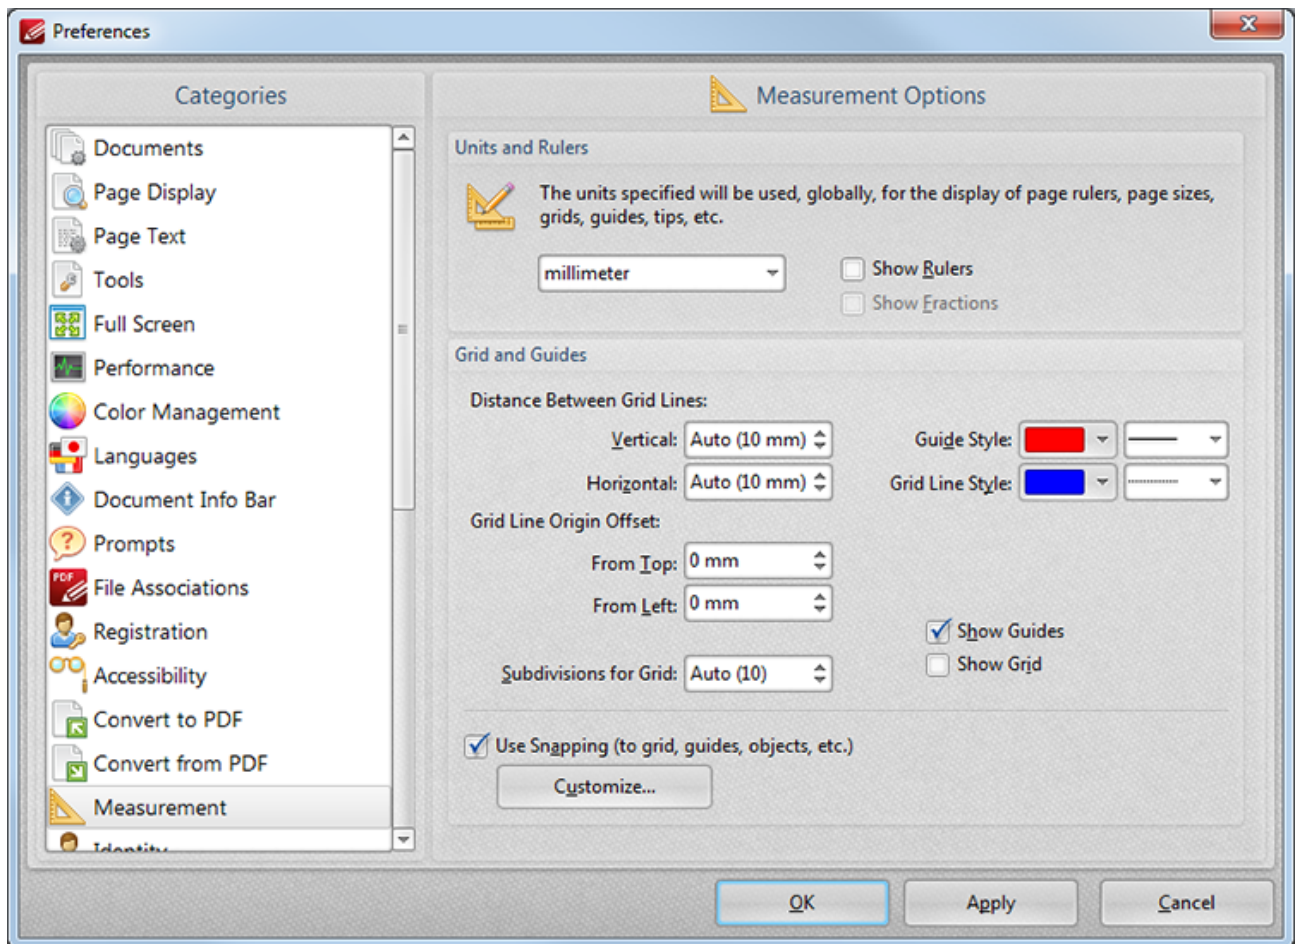 Preferences
Categories
Documents
Page Display
Page Text
Tools
Full Screen
Performance
Color Management
Languages
Document Info Bar
Prompts
PDF
File Associations
Registration
Accessibility
Convert to PDF
Convert from PDF
Measurement
Identity
Measurement Options
Units and Rulers
The units specified will be used, globally, for the display of page rulers, page sizes,
grids, guides, tips, etc.
millimeter
Show Rulers
Show Fractions
Grid and Guides
Distance Between Grid Lines:
Vertical: Auto (10 mm) Guide Style:
Horizontal: Auto (10 mm) Grid Line Style:
Grid Line Origin Offset:
From Top: 0 mm
From Left: 0 mm
Show Guides
Show Grid
Subdivisions for Grid: Auto (10)
Use Snapping (to grid, guides, objects, etc.)
Customize...
OK Apply Cancel